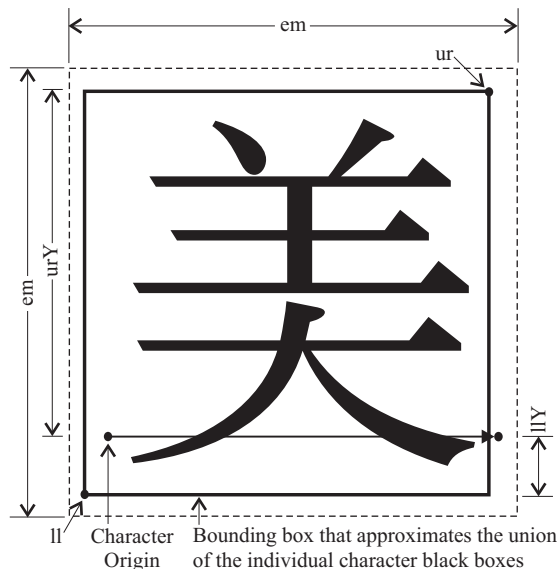 em
ur
美
urY
em
llY
ll
Character Origin
Bounding box that approximates the union
of the individual character black boxes